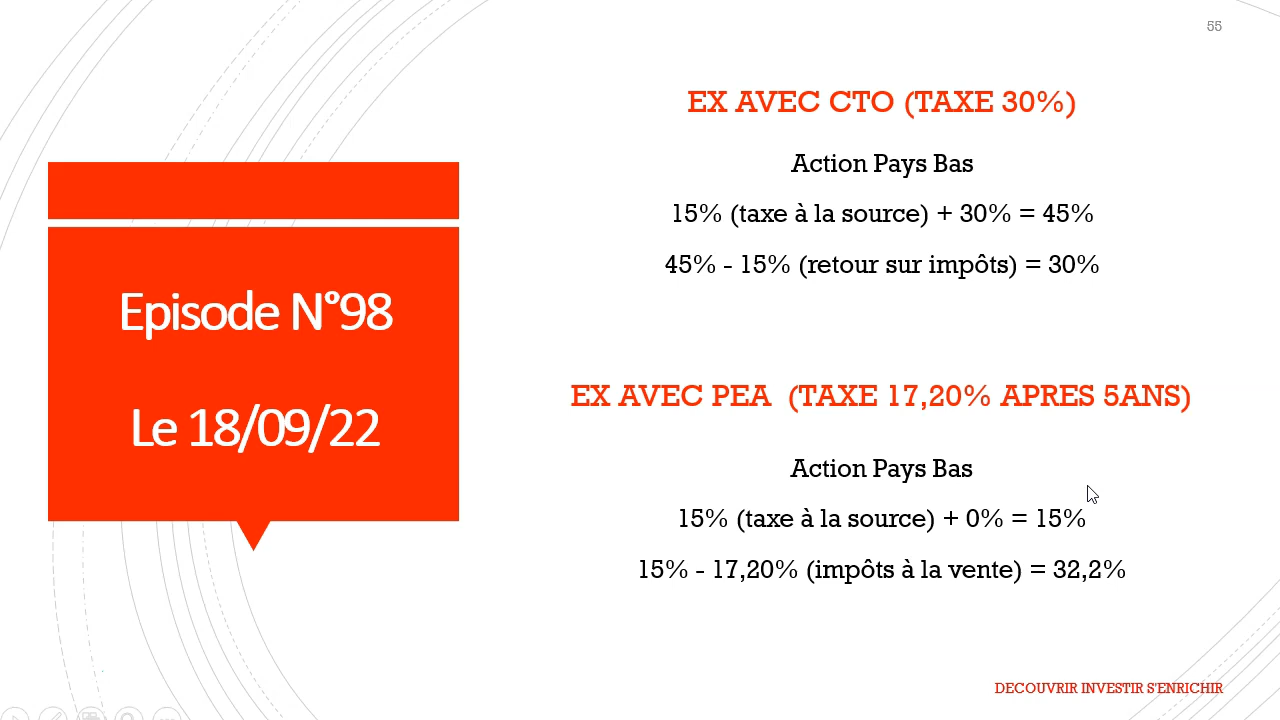 55
EX AVEC CTO (TAXE 30%)
Action Pays Bas
15% (taxe à la source) + 30% = 45%
45% - 15% (retour sur impôts) = 30%
Episode N°98
Le 18/09/22
EX AVEC PEA (TAXE 17,20% APRES 5ANS)
Action Pays Bas
15% (taxe à la source) + 0% = 15%
15% - 17,20% (impôts à la vente) = 32,2%
DECOUVRIR INVESTIR S'ENRICHIR